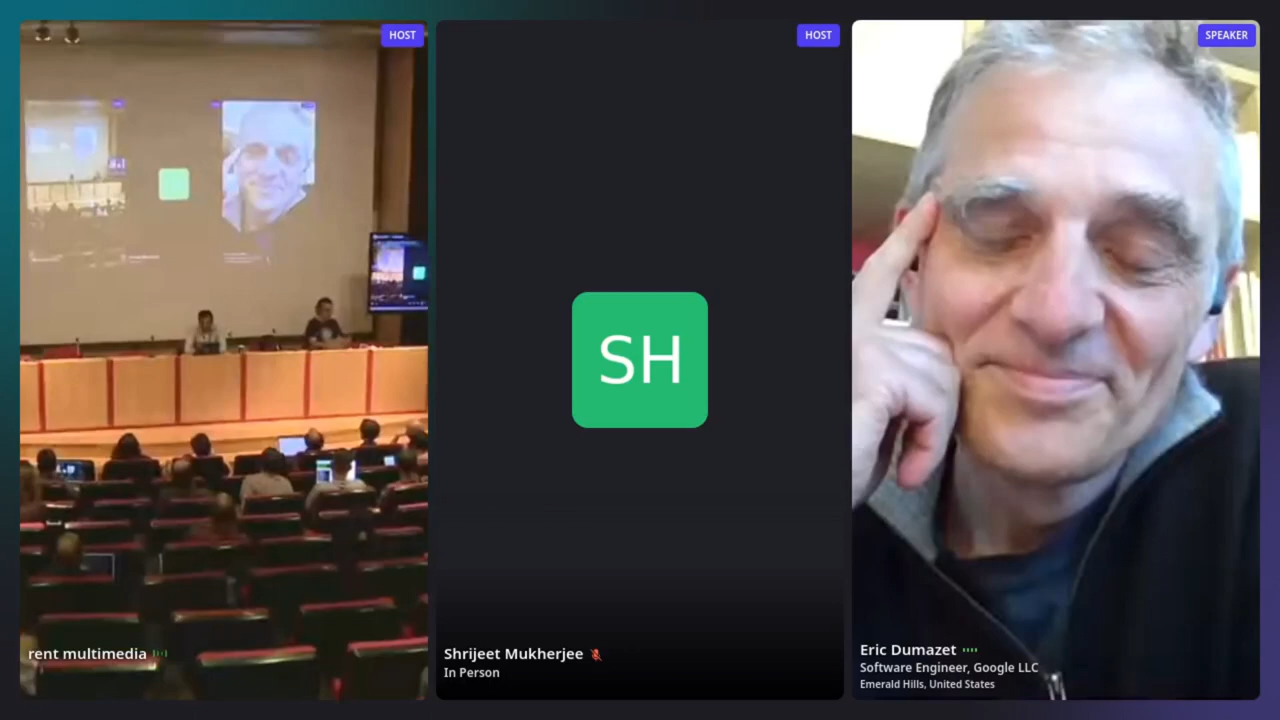 HOST
rent multimedia
HOST
SH
Shrijeet Mukherjee
In Person
SPEAKER
Eric Dumazet
Software Engineer, Google LLC
Emerald Hills, United States